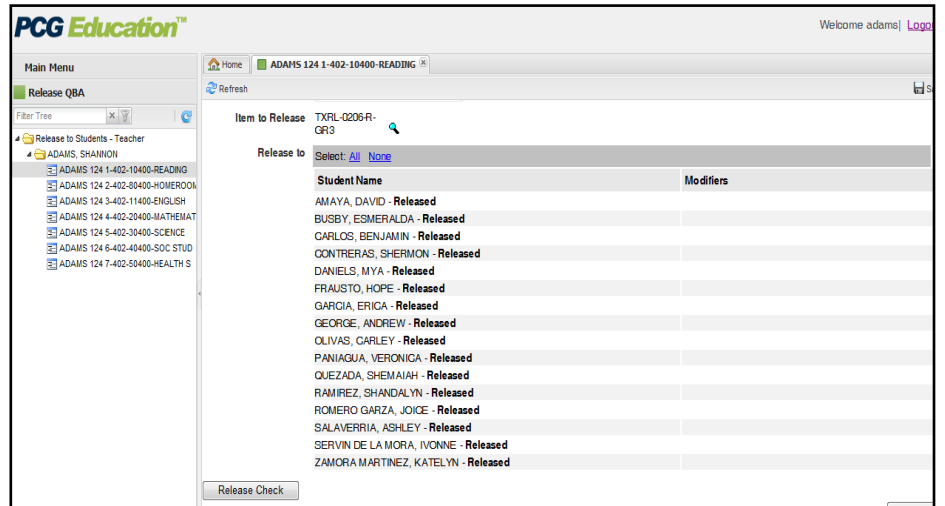 PCG Education™
Welcome adams| Logo
Main Menu
Home
ADAMS 124 1-402-10400-READING
Release QBA
Refresh
Filter Tree
Release to Students - Teacher
ADAMS, SHANNON
ADAMS 124 1-402-10400-READING
ADAMS 124 2-402-80400-HOMEROOM
ADAMS 124 3-402-11400-ENGLISH
ADAMS 124 4-402-20400-MATHEMAT
ADAMS 124 5-402-30400-SCIENCE
ADAMS 124 6-402-40400-SOC STUD
ADAMS 124 7-402-50400-HEALTH S
Item to Release TXRL-0206-R-
GR3
Release to Select: All None
Student Name Modifiers
AMAYA, DAVID - Released
BUSBY, ESMERALDA - Released
CARLOS, BENJAMIN - Released
CONTRERAS, SHERMON - Released
DANIELS, MYA - Released
FRAUSTO, HOPE - Released
GARCIA, ERICA - Released
GEORGE, ANDREW - Released
OLIVAS, CARLEY - Released
PANIAGUA, VERONICA - Released
QUEZADA, SHEMAIAH - Released
RAMIREZ, SHANDALYN - Released
ROMERO GARZA, JOICE - Released
SALAVERRIA, ASHLEY - Released
SERVIN DE LA MORA, IVONNE - Released
ZAMORA MARTINEZ, KATELYN - Released
Release Check